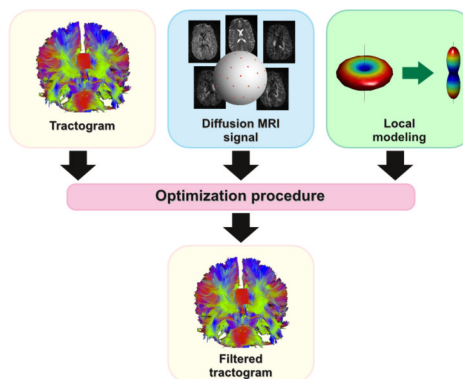 Tractogram
Diffusion MRI
signal
Local
modeling
Optimization procedure
Filtered
tractogram